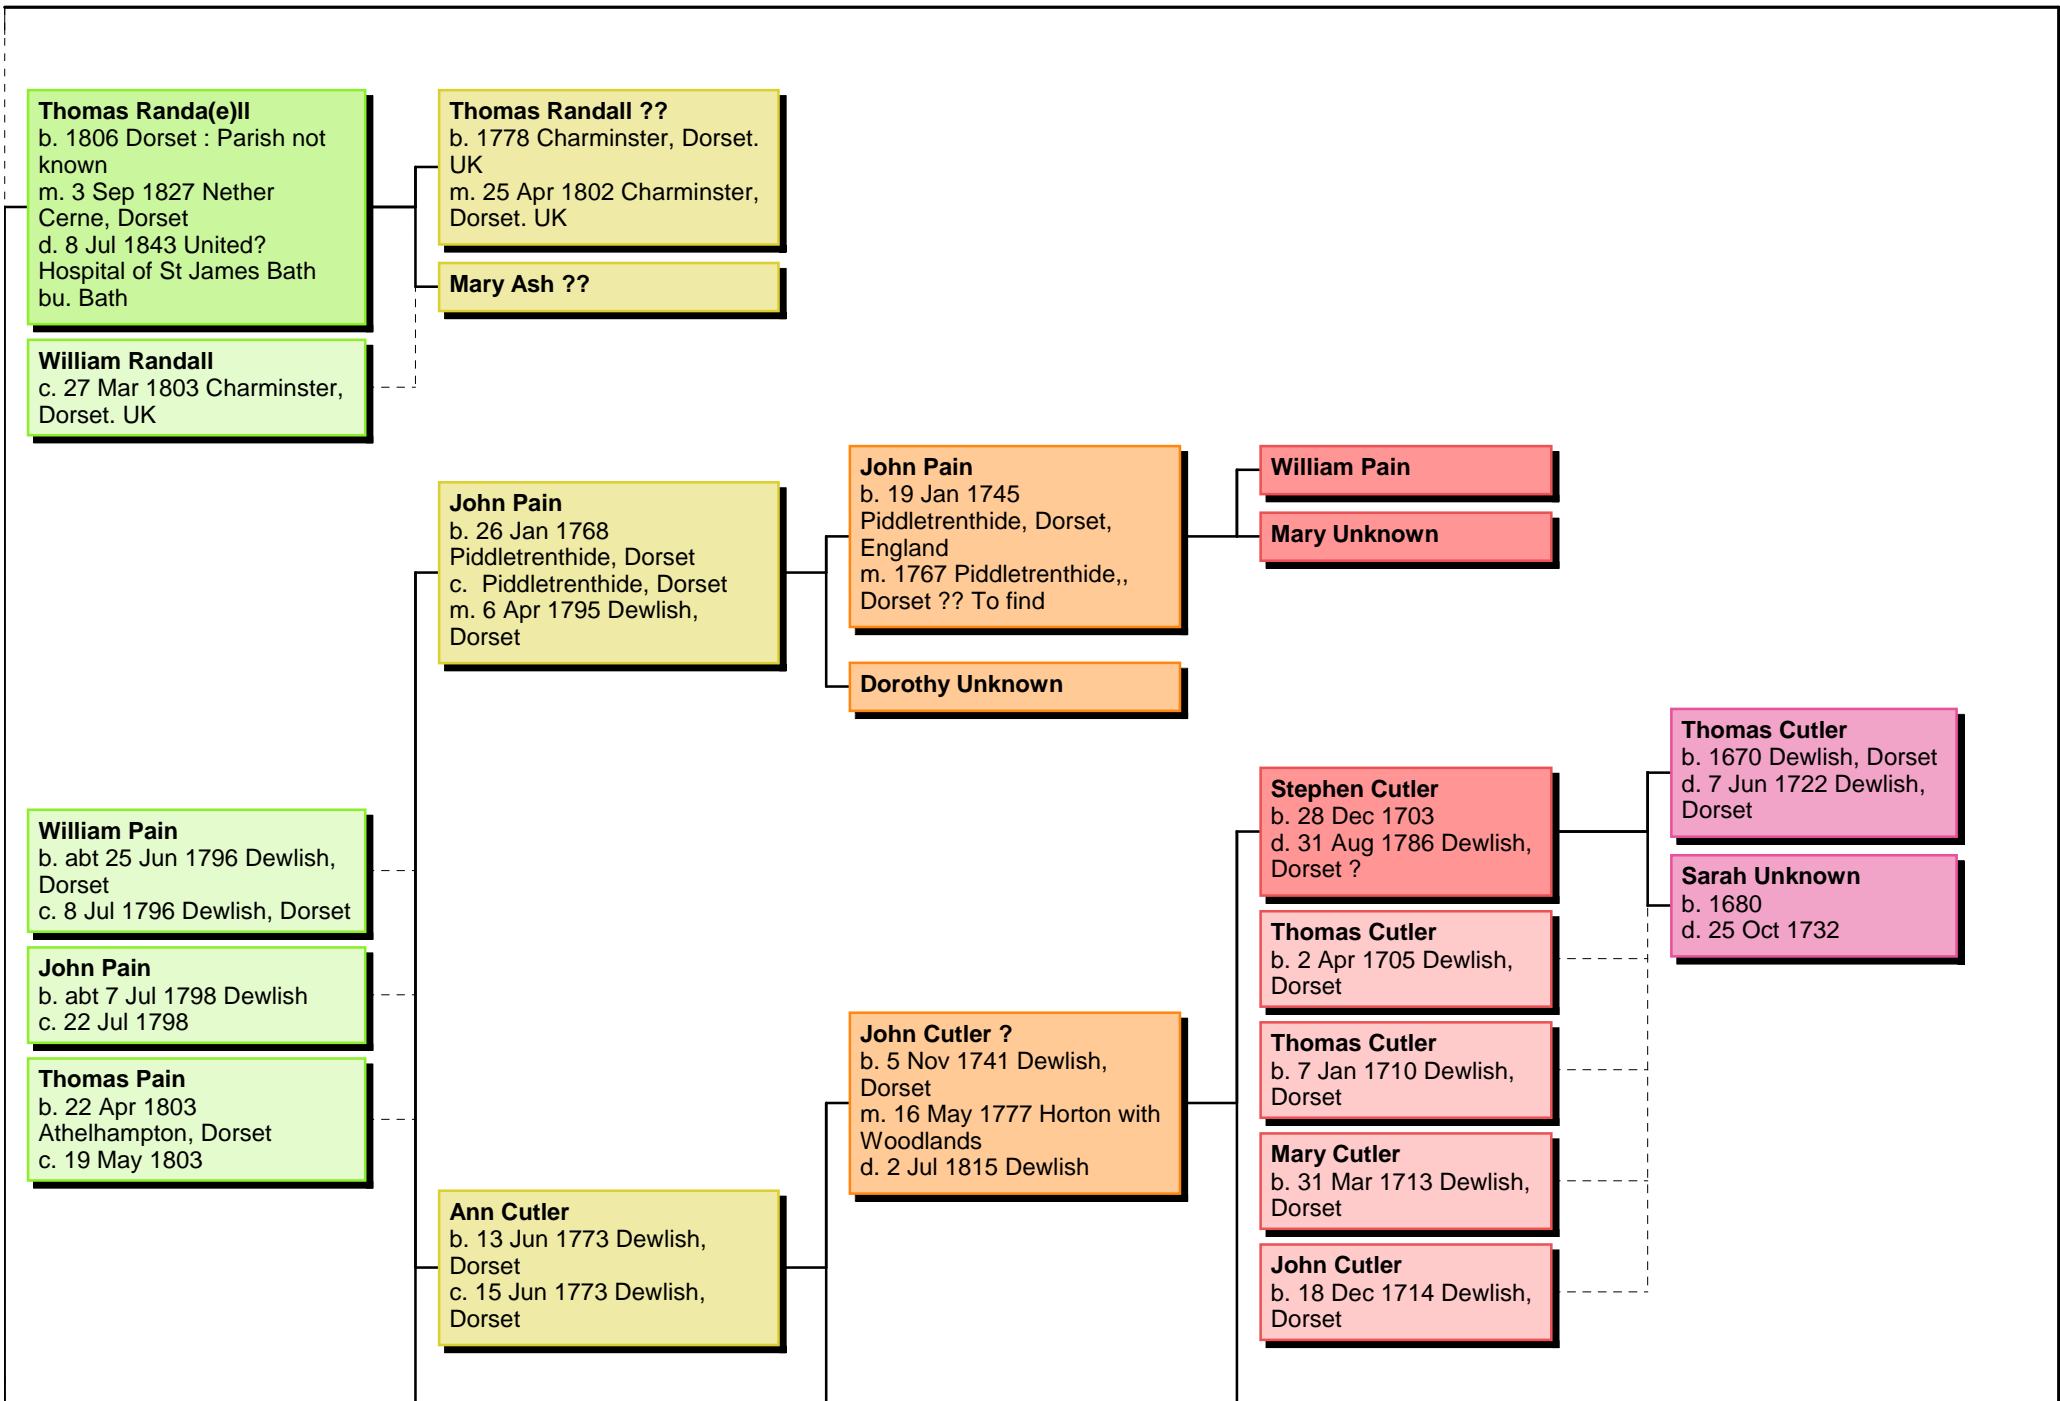 Thomas Randa(e)ll
b. 1806 Dorset : Parish not
known
m. 3 Sep 1827 Nether
Cerne, Dorset
d. 8 Jul 1843 United?
Hospital of St James Bath
bu. Bath
William Randall
c. 27 Mar 1803 Charminster,
Dorset. UK
Thomas Randall ??
b. 1778 Charminster, Dorset.
UK
m. 25 Apr 1802 Charminster,
Dorset. UK
Mary Ash ??
John Pain
b. 26 Jan 1768
Piddletrenthide, Dorset
c.  Piddletrenthide, Dorset
m. 6 Apr 1795 Dewlish,
Dorset
John Pain
b. 19 Jan 1745
Piddletrenthide, Dorset,
England
m. 1767 Piddletrenthide,,
Dorset ?? To find
Dorothy Unknown
William Pain
Mary Unknown
William Pain
b. abt 25 Jun 1796 Dewlish,
Dorset
c. 8 Jul 1796 Dewlish, Dorset
John Pain
b. abt 7 Jul 1798 Dewlish
c. 22 Jul 1798
Thomas Pain
b. 22 Apr 1803
Athelhampton, Dorset
c. 19 May 1803
Ann Cutler
b. 13 Jun 1773 Dewlish,
Dorset
c. 15 Jun 1773 Dewlish,
Dorset
John Cutler ?
b. 5 Nov 1741 Dewlish,
Dorset
m. 16 May 1777 Horton with
Woodlands
d. 2 Jul 1815 Dewlish
Stephen Cutler
b. 28 Dec 1703
d. 31 Aug 1786 Dewlish,
Dorset ?
Thomas Cutler
b. 2 Apr 1705 Dewlish,
Dorset
Thomas Cutler
b. 7 Jan 1710 Dewlish,
Dorset
Mary Cutler
b. 31 Mar 1713 Dewlish,
Dorset
John Cutler
b. 18 Dec 1714 Dewlish,
Dorset
Thomas Cutler
b. 1670 Dewlish, Dorset
d. 7 Jun 1722 Dewlish,
Dorset
Sarah Unknown
b. 1680
d. 25 Oct 1732